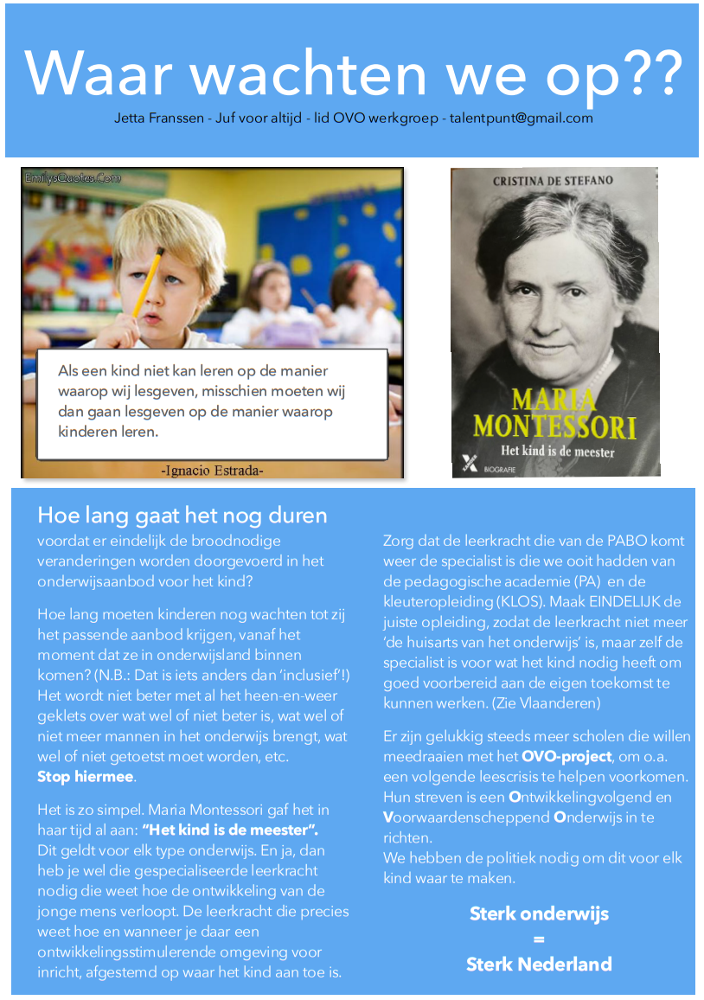 Waar wachten we op??
Jetta Franssen - Juf voor altijd - lid OVO werkgroep - talentpunt@gmail.com
EmilysQuotes.Com
Als een kind niet kan leren op de manier
waarop wij lesgeven, misschien moeten wij
dan gaan lesgeven op de manier waarop
kinderen leren.
-Ignacio Estrada-
CRISTINA DE STEFANO
MARIA
MONTESSORI
Het kind is de meester
XANDER
BIOGRAFIE
Hoe lang gaat het nog duren
voordat er eindelijk de broodnodige
veranderingen worden doorgevoerd in het
onderwijsaanbod voor het kind?
Hoe lang moeten kinderen nog wachten tot zij
het passende aanbod krijgen, vanaf het
moment dat ze in onderwijsland binnen
komen? (N.B.: Dat is iets anders dan ‘inclusief’!)
Het wordt niet beter met al het heen-en-weer
geklets over wat wel of niet beter is, wat wel of
niet meer mannen in het onderwijs brengt, wat
wel of niet getoetst moet worden, etc.
Stop hiermee.
Het is zo simpel. Maria Montessori gaf het in
haar tijd al aan: “Het kind is de meester”.
Dit geldt voor elk type onderwijs. En ja, dan
heb je wel die gespecialiseerde leerkracht
nodig die weet hoe de ontwikkeling van de
jonge mens verloopt. De leerkracht die precies
weet hoe en wanneer je daar een
ontwikkelingsstimulerende omgeving voor
inricht, afgestemd op waar het kind aan toe is.
Zorg dat de leerkracht die van de PABO komt
weer de specialist is die we ooit hadden van
de pedagogische academie (PA) en de
kleuteropleiding (KLOS). Maak EINDELIJK de
juiste opleiding, zodat de leerkracht niet meer
‘de huisarts van het onderwijs’ is, maar zelf de
specialist is voor wat het kind nodig heeft om
goed voorbereid aan de eigen toekomst te
kunnen werken. (Zie Vlaanderen)
Er zijn gelukkig steeds meer scholen die willen
meedraaien met het OVO-project, om o.a.
een volgende leescrisis te helpen voorkomen.
Hun streven is een Ontwikkelingvolgend en
Voorwaardenscheppend Onderwijs in te
richten.
We hebben de politiek nodig om dit voor elk
kind waar te maken.
Sterk onderwijs
=
Sterk Nederland